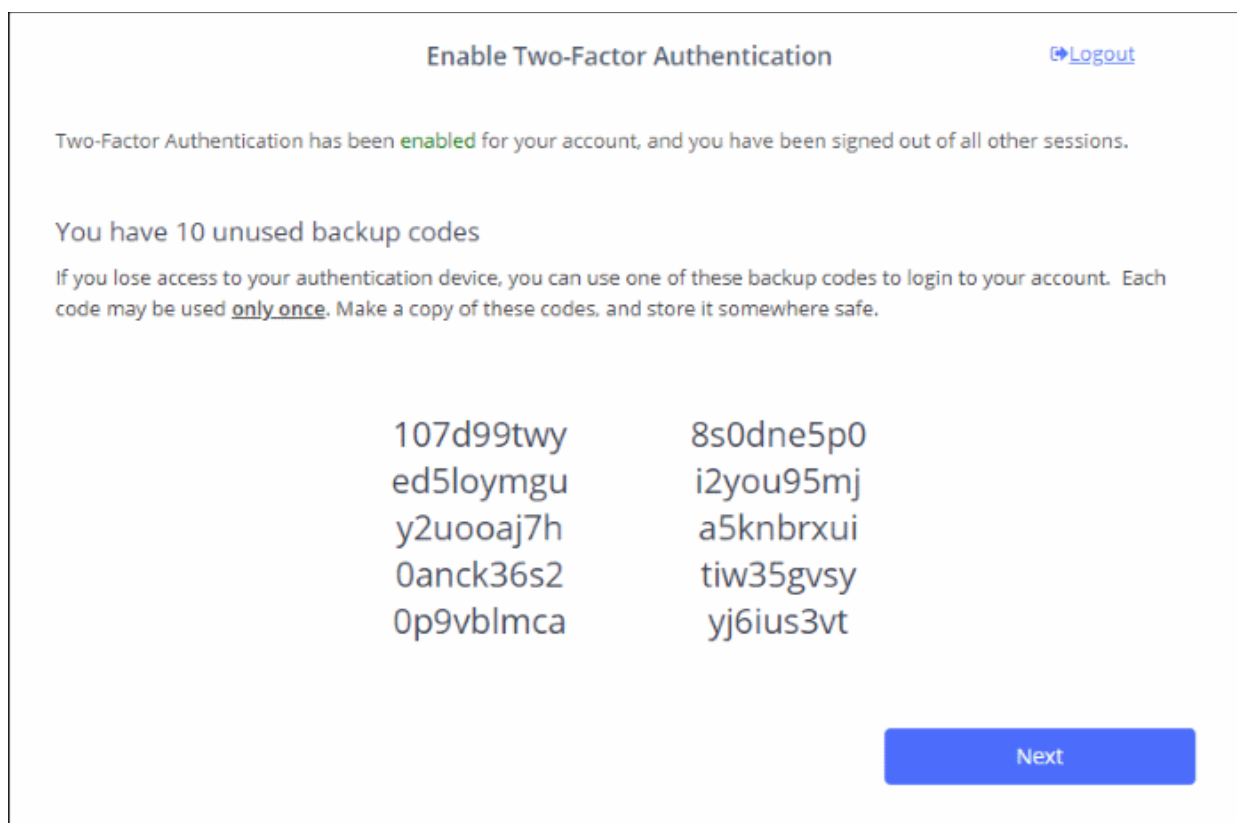 Enable Two-Factor Authentication
Logout
Two-Factor Authentication has been enabled for your account, and you have been signed out of all other sessions.
You have 10 unused backup codes
If you lose access to your authentication device, you can use one of these backup codes to login to your account. Each
code may be used only once. Make a copy of these codes, and store it somewhere safe.
107d99twy 8s0dne5p0
ed5loymgu i2you95mj
y2uooaj7h a5knbrxui
0anck36s2 tiw35gvsy
0p9vblmca yj6ius3vt
Next